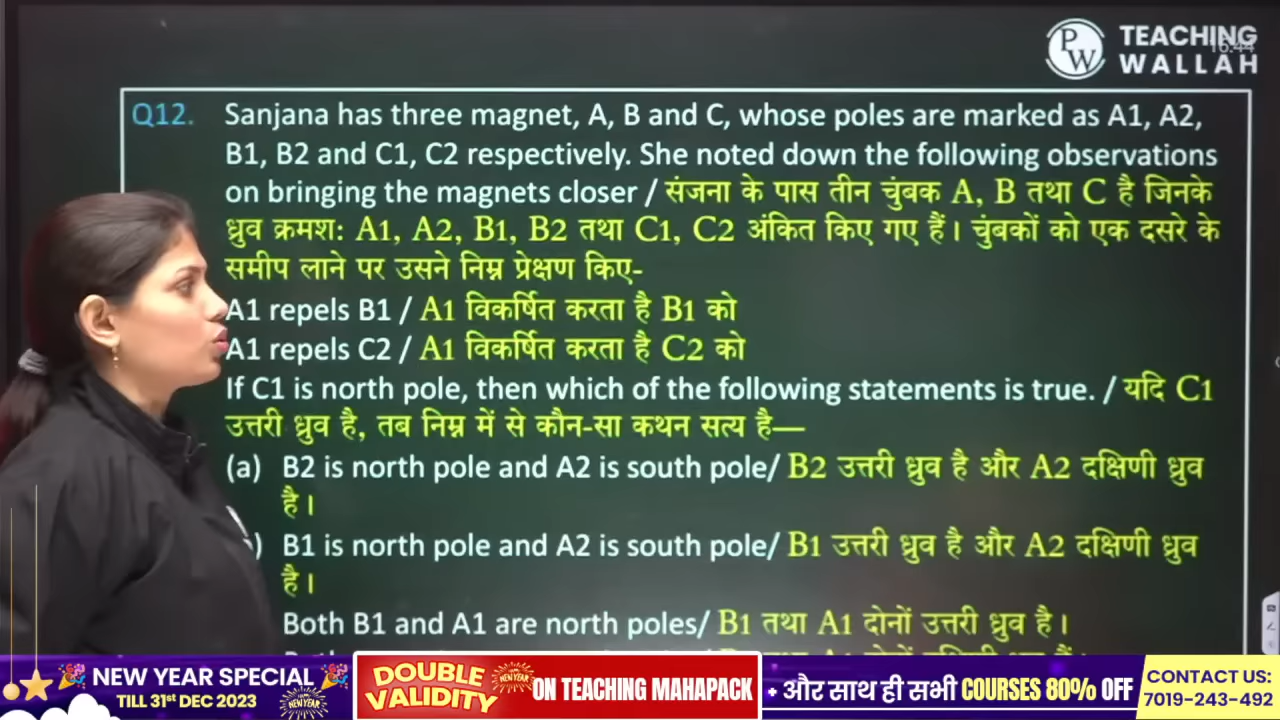 TEACHING
WALLAH
PW
16:44
Q12. Sanjana has three magnet, A, B and C, whose poles are marked as A1, A2,
B1, B2 and C1, C2 respectively. She noted down the following observations
on bringing the magnets closer / संजना के पास तीन चुंबक A, B तथा C है जिनके
ध्रुव क्रमश: A1, A2, B1, B2 तथा C1, C2 अंकित किए गए हैं। चुंबकों को एक दसरे के
समीप लाने पर उसने निम्न प्रेक्षण किए-
A1 repels B1 / A1 विकर्षित करता है B1 को
A1 repels C2 / A1 विकर्षित करता है C2 को
If C1 is north pole, then which of the following statements is true. / यदि C1
उत्तरी ध्रुव है, तब निम्न में से कौन-सा कथन सत्य है—
(a) B2 is north pole and A2 is south pole/ B2 उत्तरी ध्रुव है और A2 दक्षिणी ध्रुव
है।
) B1 is north pole and A2 is south pole/ B1 उत्तरी ध्रुव है और A2 दक्षिणी ध्रुव
है।
Both B1 and A1 are north poles/ B1 तथा A1 दोनों उत्तरी ध्रुव है।
NEW YEAR SPECIAL
TILL 31st DEC 2023
DOUBLE
VALIDITY
NEW YEAR
ON TEACHING MAHAPACK
+ और साथ ही सभी COURSES 80% OFF
CONTACT US:
7019-243-492